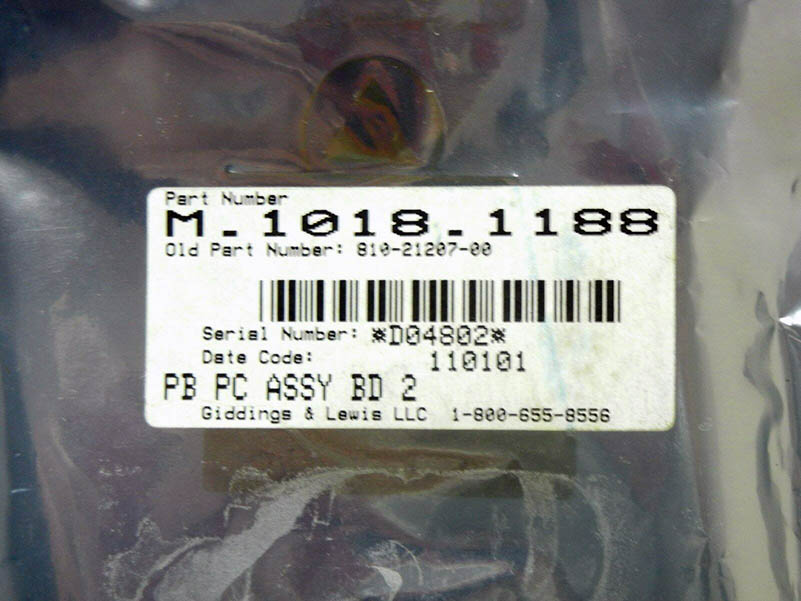 Part Number
M.1018.1188
Old Part Number: 810-21207-00
Serial Number: *D04802*
Date Code: 110101
PB PC ASSY BD 2
Giddings & Lewis LLC 1-800-655-8556